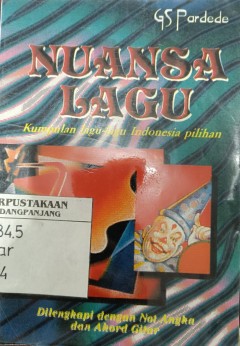 GS Pardede
NUANSA
LAGU
Kumpulan lagu-lagu Indonesia pilihan
ERPUSTAKAAN
DANGPANJANG
84.5
ar
4
Dilengkapi dengan Not Angka
dan Akord Gitar